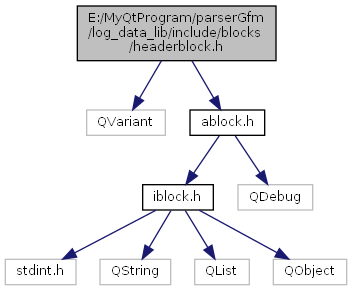 E:/MyQtProgram/parserGfm
/log_data_lib/include/blocks
/headerblock.h
QVariant
ablock.h
iblock.h
QDebug
stdint.h
QString
QList
QObject